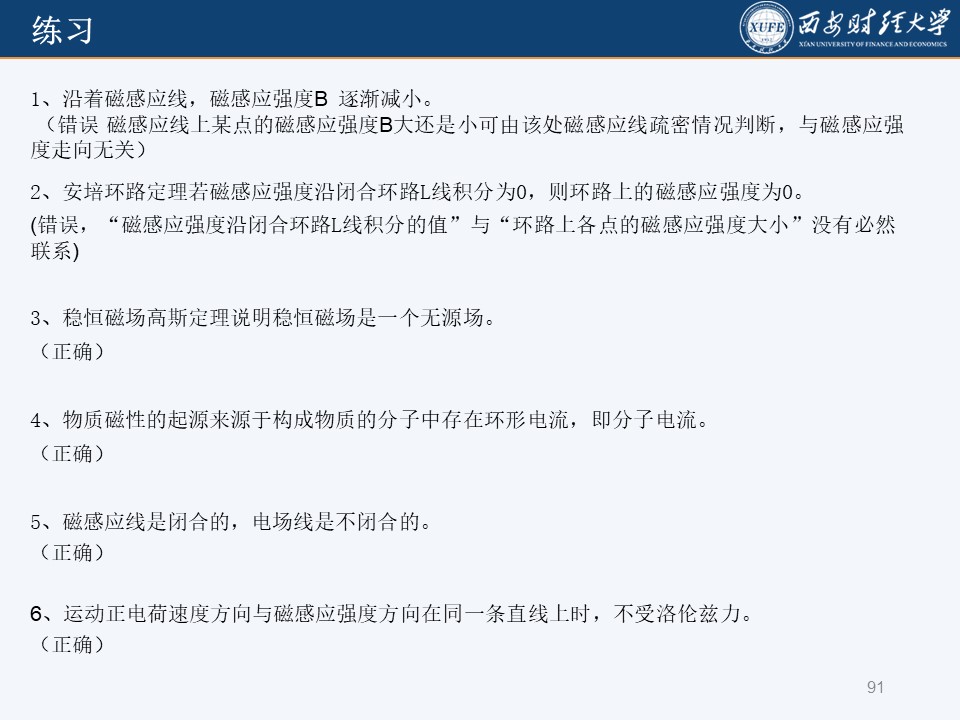 练习
XUFE
西安财经大学
XI'AN UNIVERSITY OF FINANCE AND ECONOMICS
1、沿着磁感应线，磁感应强度B 逐渐减小。
（错误 磁感应线上某点的磁感应强度B大还是小可由该处磁感应线疏密情况判断，与磁感应强
度走向无关）
2、安培环路定理若磁感应强度沿闭合环路L线积分为0，则环路上的磁感应强度为0。
(错误，“磁感应强度沿闭合环路L线积分的值”与“环路上各点的磁感应强度大小”没有必然
联系)
3、稳恒磁场高斯定理说明稳恒磁场是一个无源场。
（正确）
4、物质磁性的起源来源于构成物质的分子中存在环形电流，即分子电流。
（正确）
5、磁感应线是闭合的，电场线是不闭合的。
（正确）
6、运动正电荷速度方向与磁感应强度方向在同一条直线上时，不受洛伦兹力。
（正确）
91